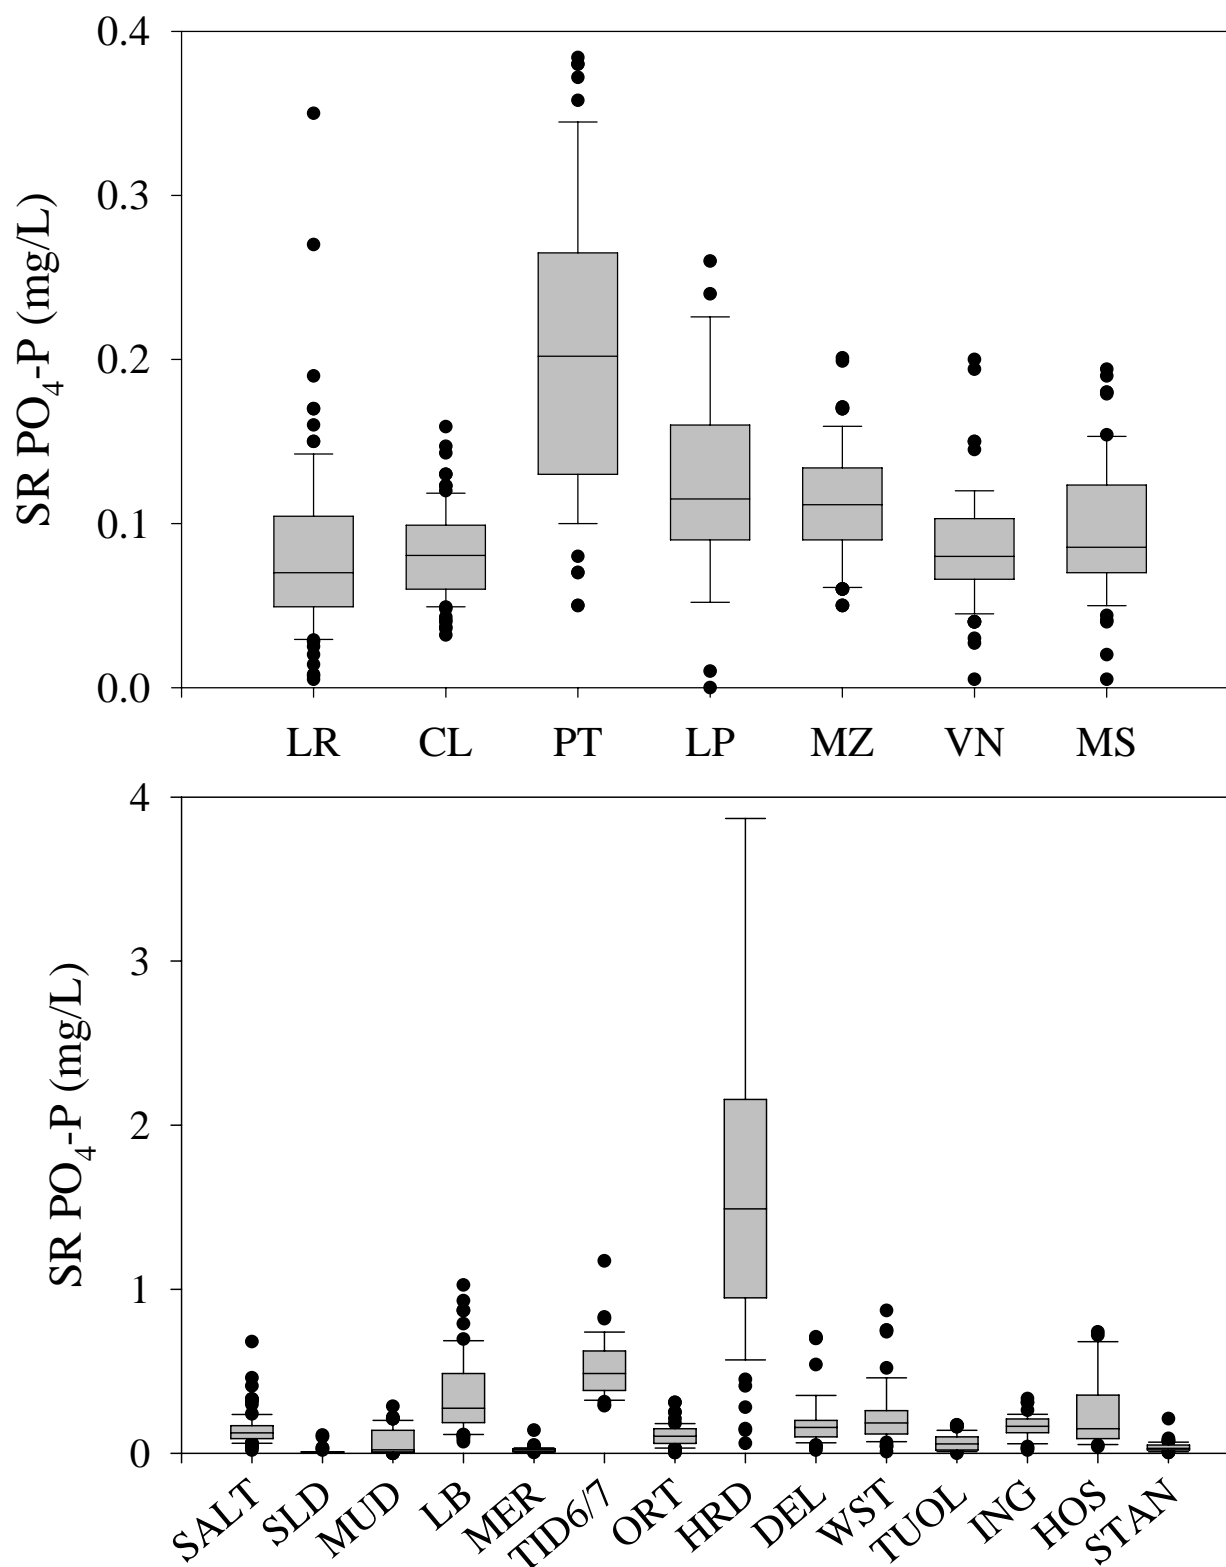 0.4
0.3
0.2
0.1
0.0
SR PO4-P (mg/L)
LR CL PT LP MZ VN MS
4
3
2
1
0
SR PO4-P (mg/L)
SALT SLD MUD LB MER TID6/7 ORT HRD DEL WST TUOL ING HOS STAN